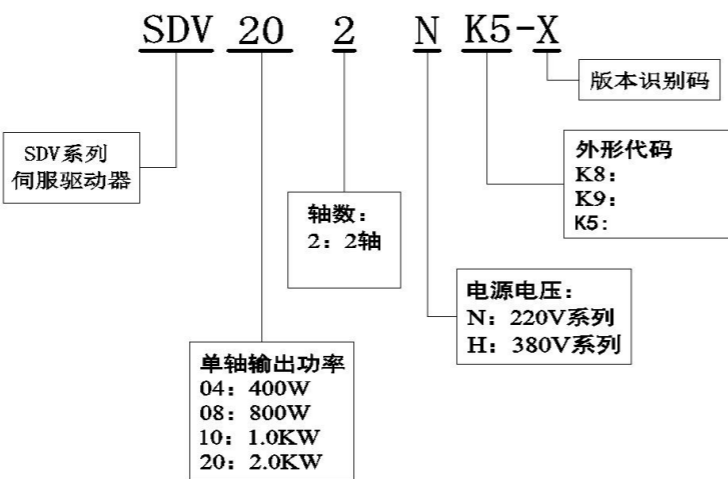 SDV 20 2 N K5-X
版本识别码
SDV系列
伺服驱动器
外形代码
K8:
K9:
K5:
轴数:
2: 2轴
电源电压:
N: 220V系列
H: 380V系列
单轴输出功率
04: 400W
08: 800W
10: 1.0KW
20: 2.0KW